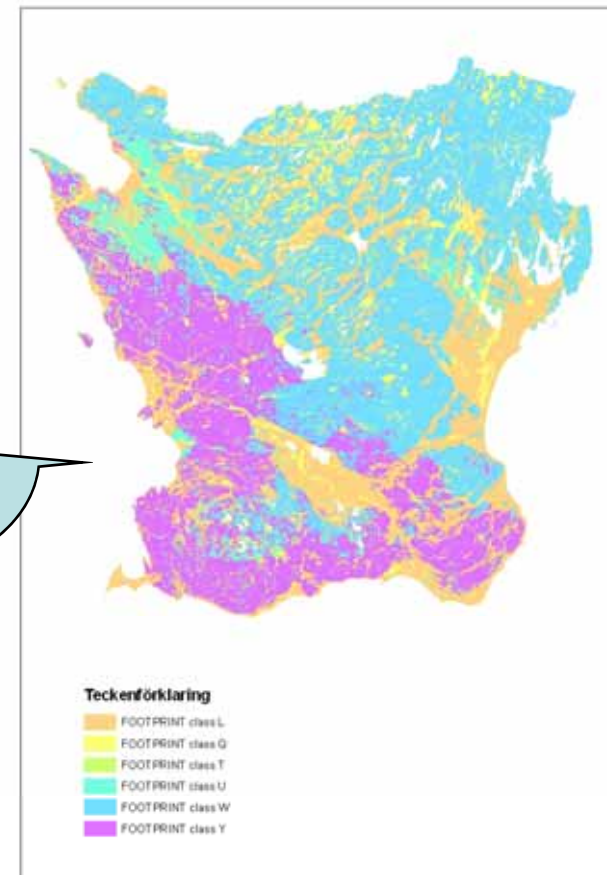 Teckenförklaring
FOOTPRINT class L
FOOTPRINT class Q
FOOTPRINT class T
FOOTPRINT class U
FOOTPRINT class W
FOOTPRINT class Y